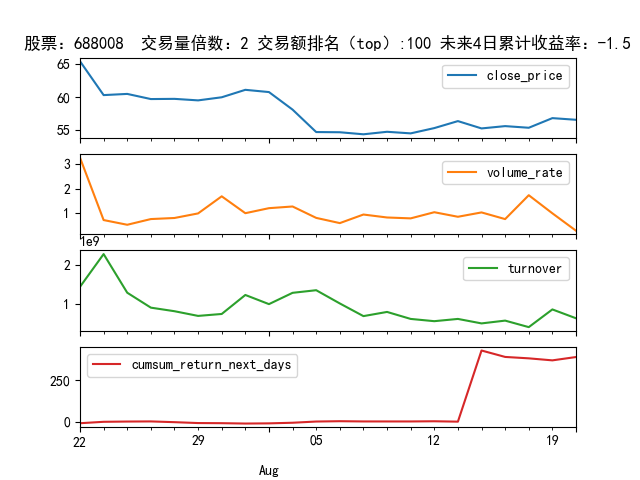 股票：688008  交易量倍数：2 交易额排名（top）:100 未来4日累计收益率：-1.5
65
60
55
close_price
3
2
1
volume_rate
1e9
2
1
turnover
250
0
cumsum_return_next_days
22
29
05
12
19
Aug